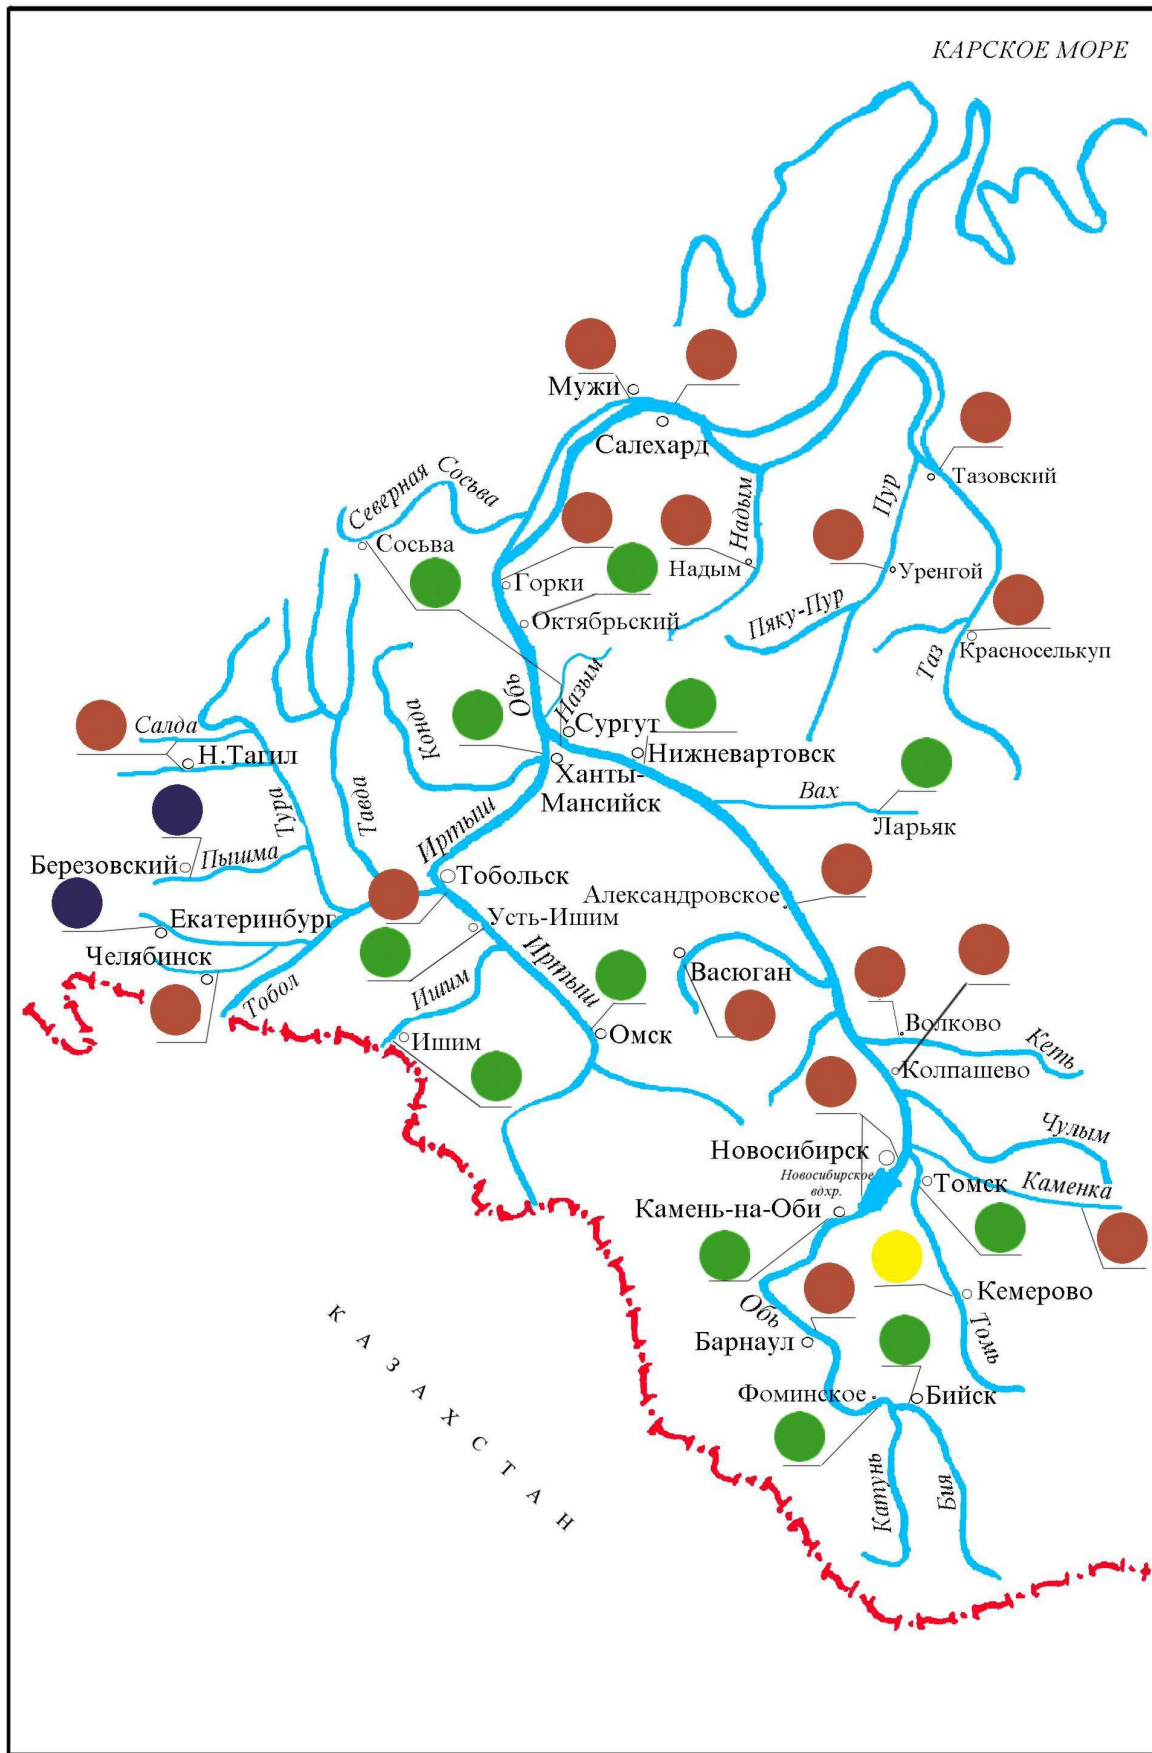 КАРСКОЕ МОРЕ
Мужи
Салехард
Тазовский
Северная Сосьва
Надым
Пур
Сосьва
Горки
Надым
Уренгой
Октябрьский
Пяку-Пур
Таз
Красноселькуп
Обь
Назым
Конда
Салда
Сургут
Н.Тагил
Нижневартовск
Ханты-
Мансийск
Вах
Ларьяк
Тура
Тавда
Иртыш
Березовский
Пышма
Тобольск
Александровское
Екатеринбург
Усть-Ишим
Челябинск
Иртыш
Васюган
Тобол
Ишим
Ишим
Омск
Волково
Кеть
Колпашево
Чулым
Новосибирск
Новосибирское
вдхр.
Томск
Каменка
Камень-на-Оби
Обь
Кемерово
Барнаул
Томь
Фоминское
Бийск
Катунь
Бия
КАЗАХСТАН